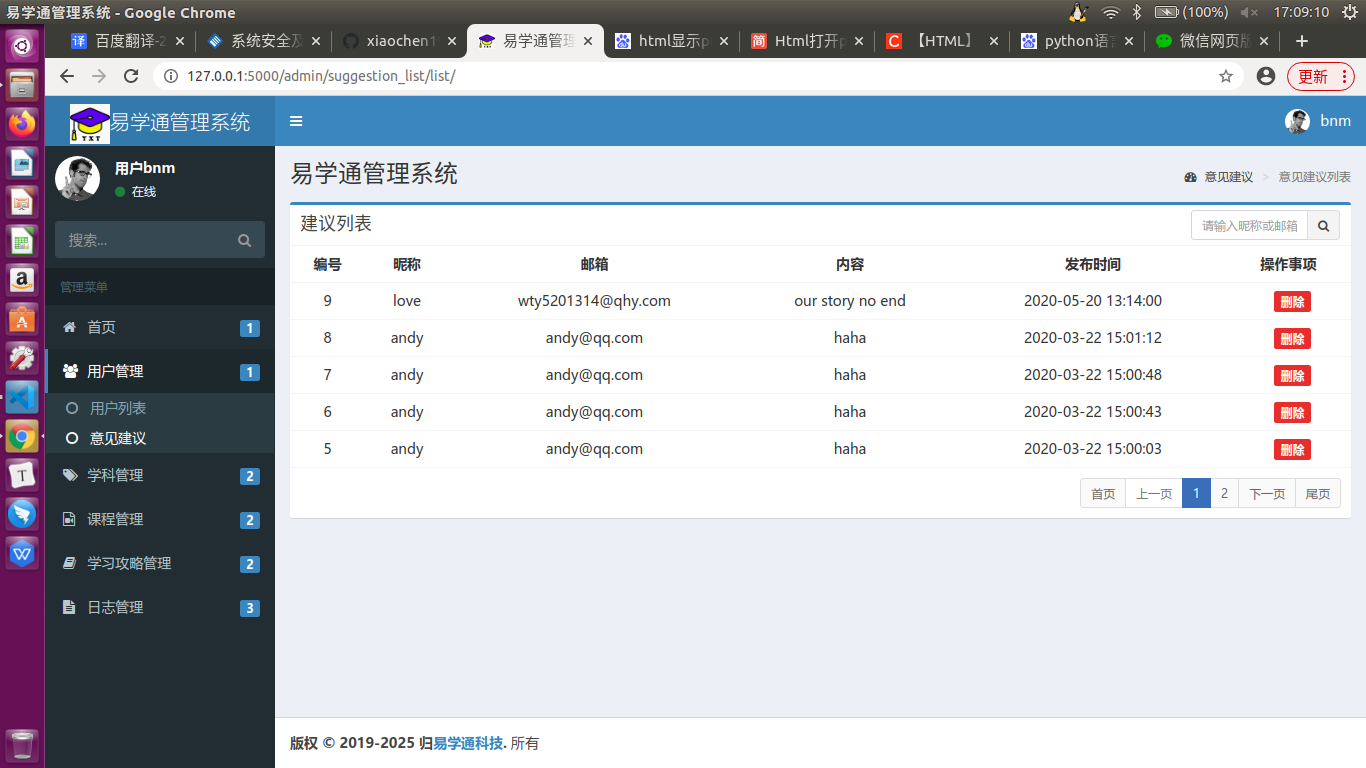 易学通管理系统 - Google Chrome
(100%)
17:09:10
百度翻译-2
系统安全及
xiaochen1
易学通管理
html显示p
Html打开p
【HTML】
python语言
微信网页版
127.0.0.1:5000/admin/suggestion_list/list/
更新
YXT
易学通管理系统
bnm
用户bnm
在线
搜索...
管理菜单
首页 1
用户管理 1
用户列表
意见建议
学科管理 2
课程管理 2
学习攻略管理 2
日志管理 3
易学通管理系统
意见建议 > 意见建议列表
建议列表
请输入昵称或邮箱
编号 昵称 邮箱 内容 发布时间 操作事项
9 love wty5201314@qhy.com our story no end 2020-05-20 13:14:00 删除
8 andy andy@qq.com haha 2020-03-22 15:01:12 删除
7 andy andy@qq.com haha 2020-03-22 15:00:48 删除
6 andy andy@qq.com haha 2020-03-22 15:00:43 删除
5 andy andy@qq.com haha 2020-03-22 15:00:03 删除
首页 上一页 1 2 下一页 尾页
版权 © 2019-2025 归易学通科技. 所有